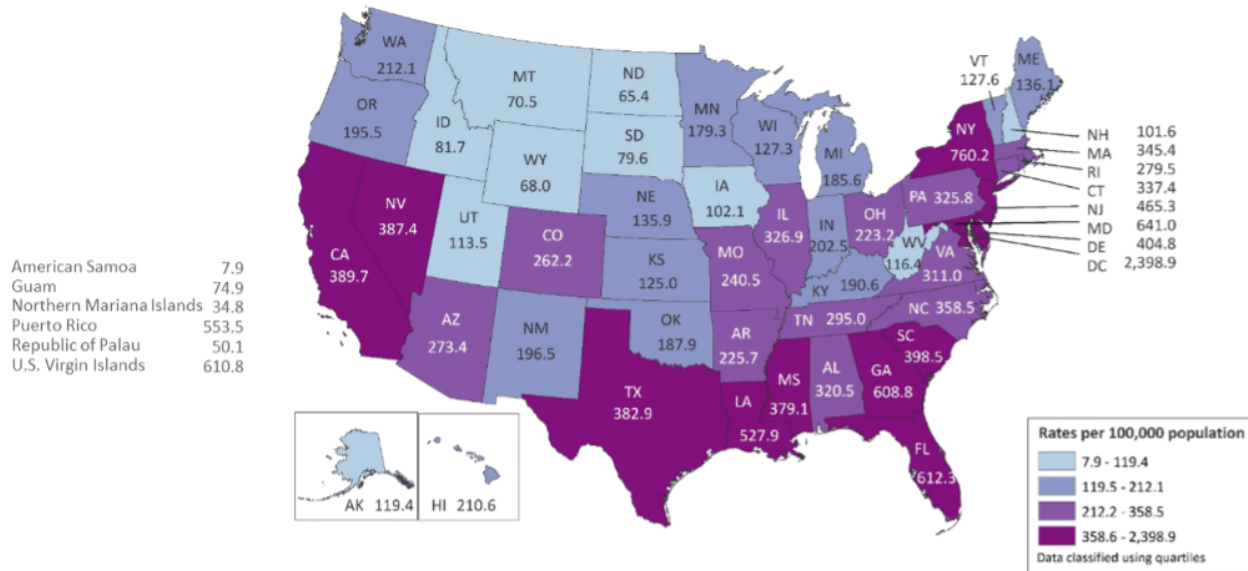 WA
212.1
OR
195.5
CA
389.7
NV
387.4
ID
81.7
MT
70.5
WY
68.0
UT
113.5
CO
262.2
AZ
273.4
NM
196.5
ND
65.4
SD
79.6
NE
135.9
KS
125.0
OK
187.9
TX
382.9
MN
179.3
IA
102.1
MO
240.5
AR
225.7
LA
527.9
WI
127.3
IL
326.9
MI
185.6
IN
202.5
OH
223.2
KY 190.6
TN 295.0
MS
379.1
AL
320.5
GA
608.8
FL
612.3
SC
398.5
NC 358.5
VA
311.0
WV
116.4
PA 325.8
NY
760.2
VT
127.6
ME
136.1
NH 101.6
MA 345.4
RI 279.5
CT 337.4
NJ 465.3
MD 641.0
DE 404.8
DC 2,398.9
American Samoa 7.9
Guam 74.9
Northern Mariana Islands 34.8
Puerto Rico 553.5
Republic of Palau 50.1
U.S. Virgin Islands 610.8
AK 119.4
HI 210.6
Rates per 100,000 population
7.9 - 119.4
119.5 - 212.1
212.2 - 358.5
358.6 - 2,398.9
Data classified using quartiles